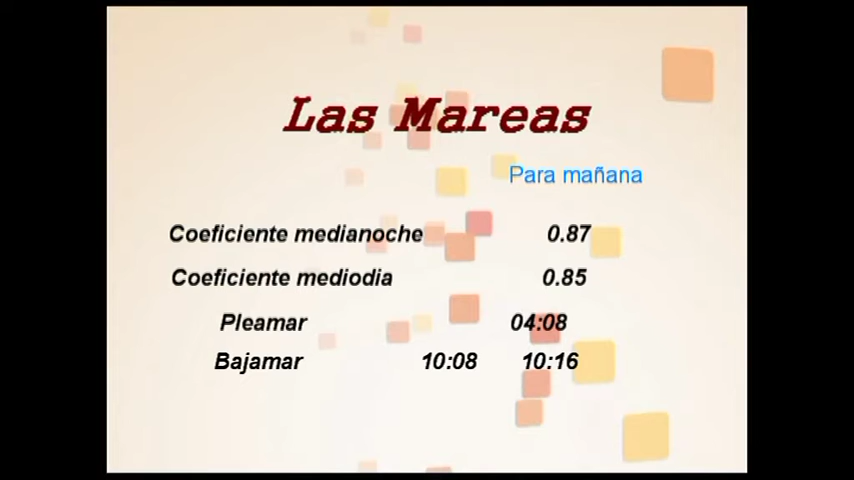 Las Mareas
Para mañana
Coeficiente medianoche 0.87
Coeficiente mediodia 0.85
Pleamar 04:08
Bajamar 10:08 10:16